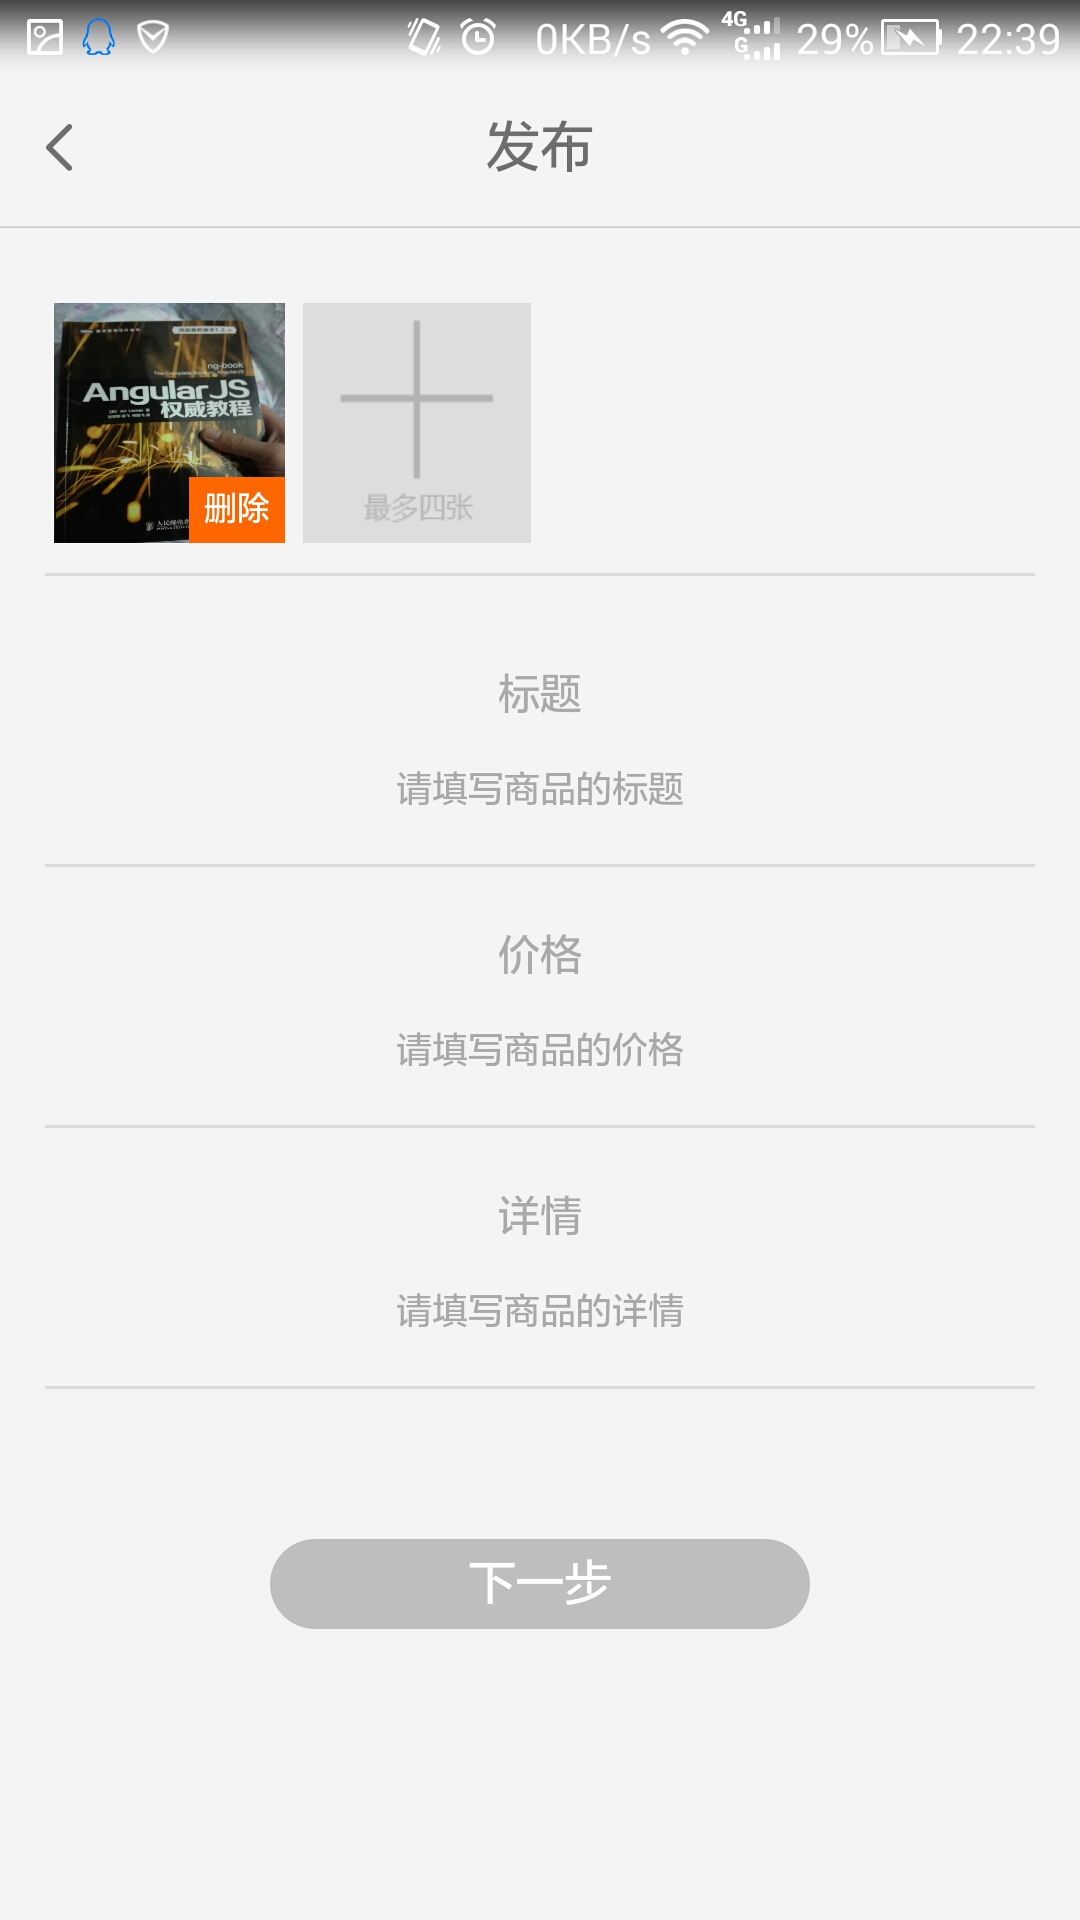 0KB/s 4G G 29% 22:39
发布
ng-book
The Complete Book on AngularJS
AngularJS
权威教程
删除
最多四张
标题
请填写商品的标题
价格
请填写商品的价格
详情
请填写商品的详情
下一步